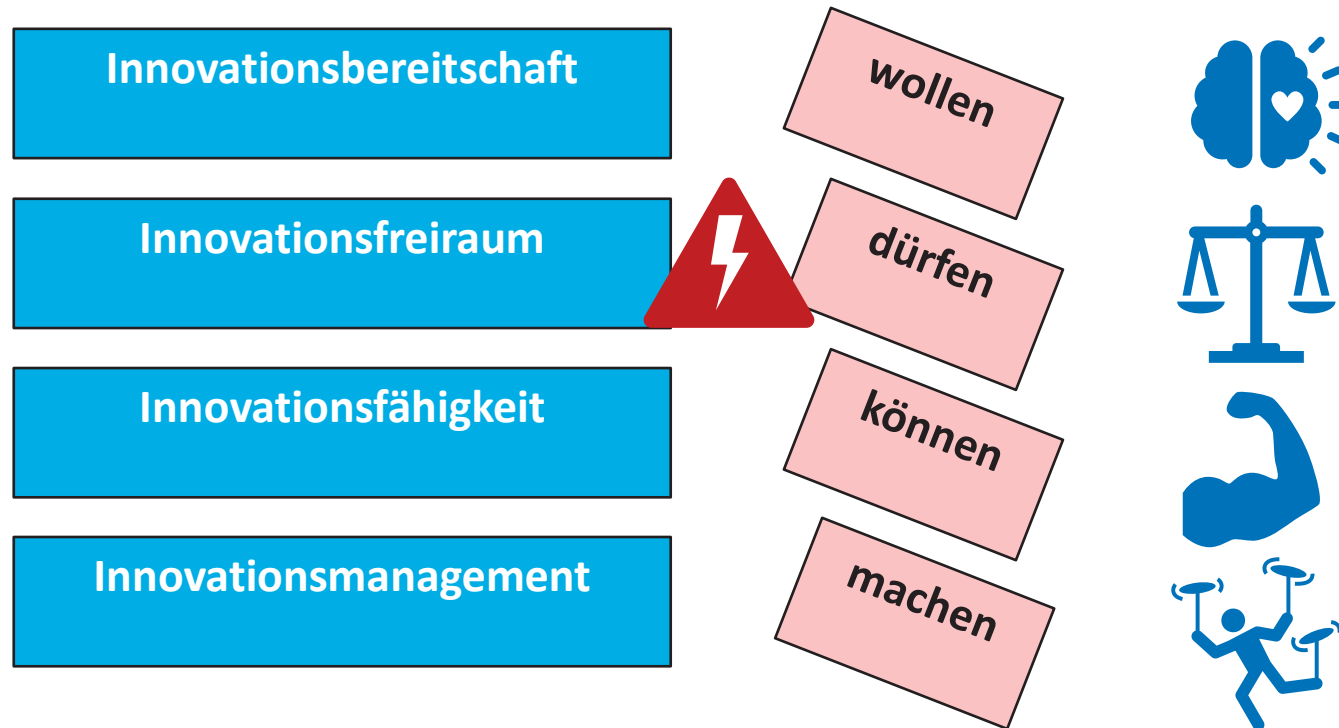 Innovationsbereitschaft
wollen
Innovationsfreiraum
dürfen
Innovationsfähigkeit
können
Innovationsmanagement
machen